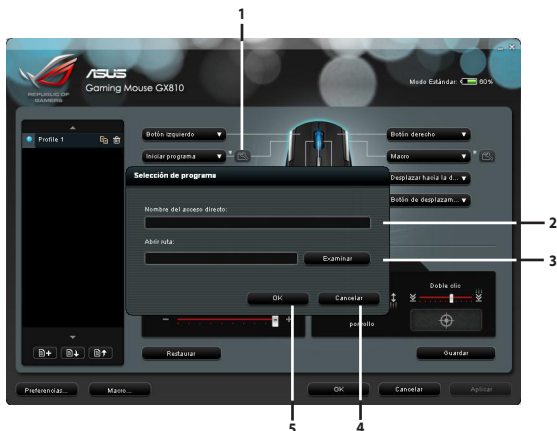 1
REPUBLIC OF
GAMERS
ASUS
Gaming Mouse GX810
Modo Estándar: 60%
Profile 1
Botón izquierdo
Botón derecho
Iniciar programa
Macro
Desplazar hacia la d...
Botón de desplazam...
Selección de programa
Nombre del acceso directo:
2
Abrir ruta:
Examinar
3
OK
Cancelar
Doble clic
- +
Restaurar
Guardar
Preferencias...
Macro...
OK
Cancelar
Aplicar
5
4